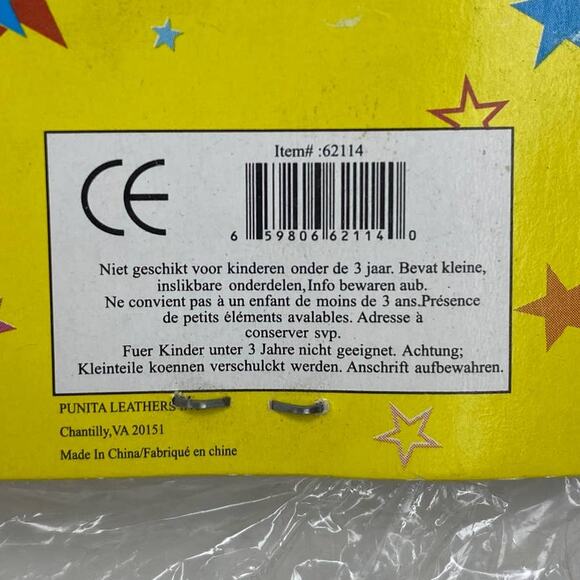 CE
Item# :62114
6 59806 62114 0
Niet geschikt voor kinderen onder de 3 jaar. Bevat kleine,
inslikbare onderdelen,Info bewaren aub.
Ne convient pas à un enfant de moins de 3 ans.Présence
de petits éléments avalables. Adresse à
conserver svp.
Fuer Kinder unter 3 Jahre nicht geeignet. Achtung;
Kleinteile koennen verschulckt werden. Anschrift aufbewahren.
PUNITA LEATHERS
Chantilly,VA 20151
Made In China/Fabriqué en chine